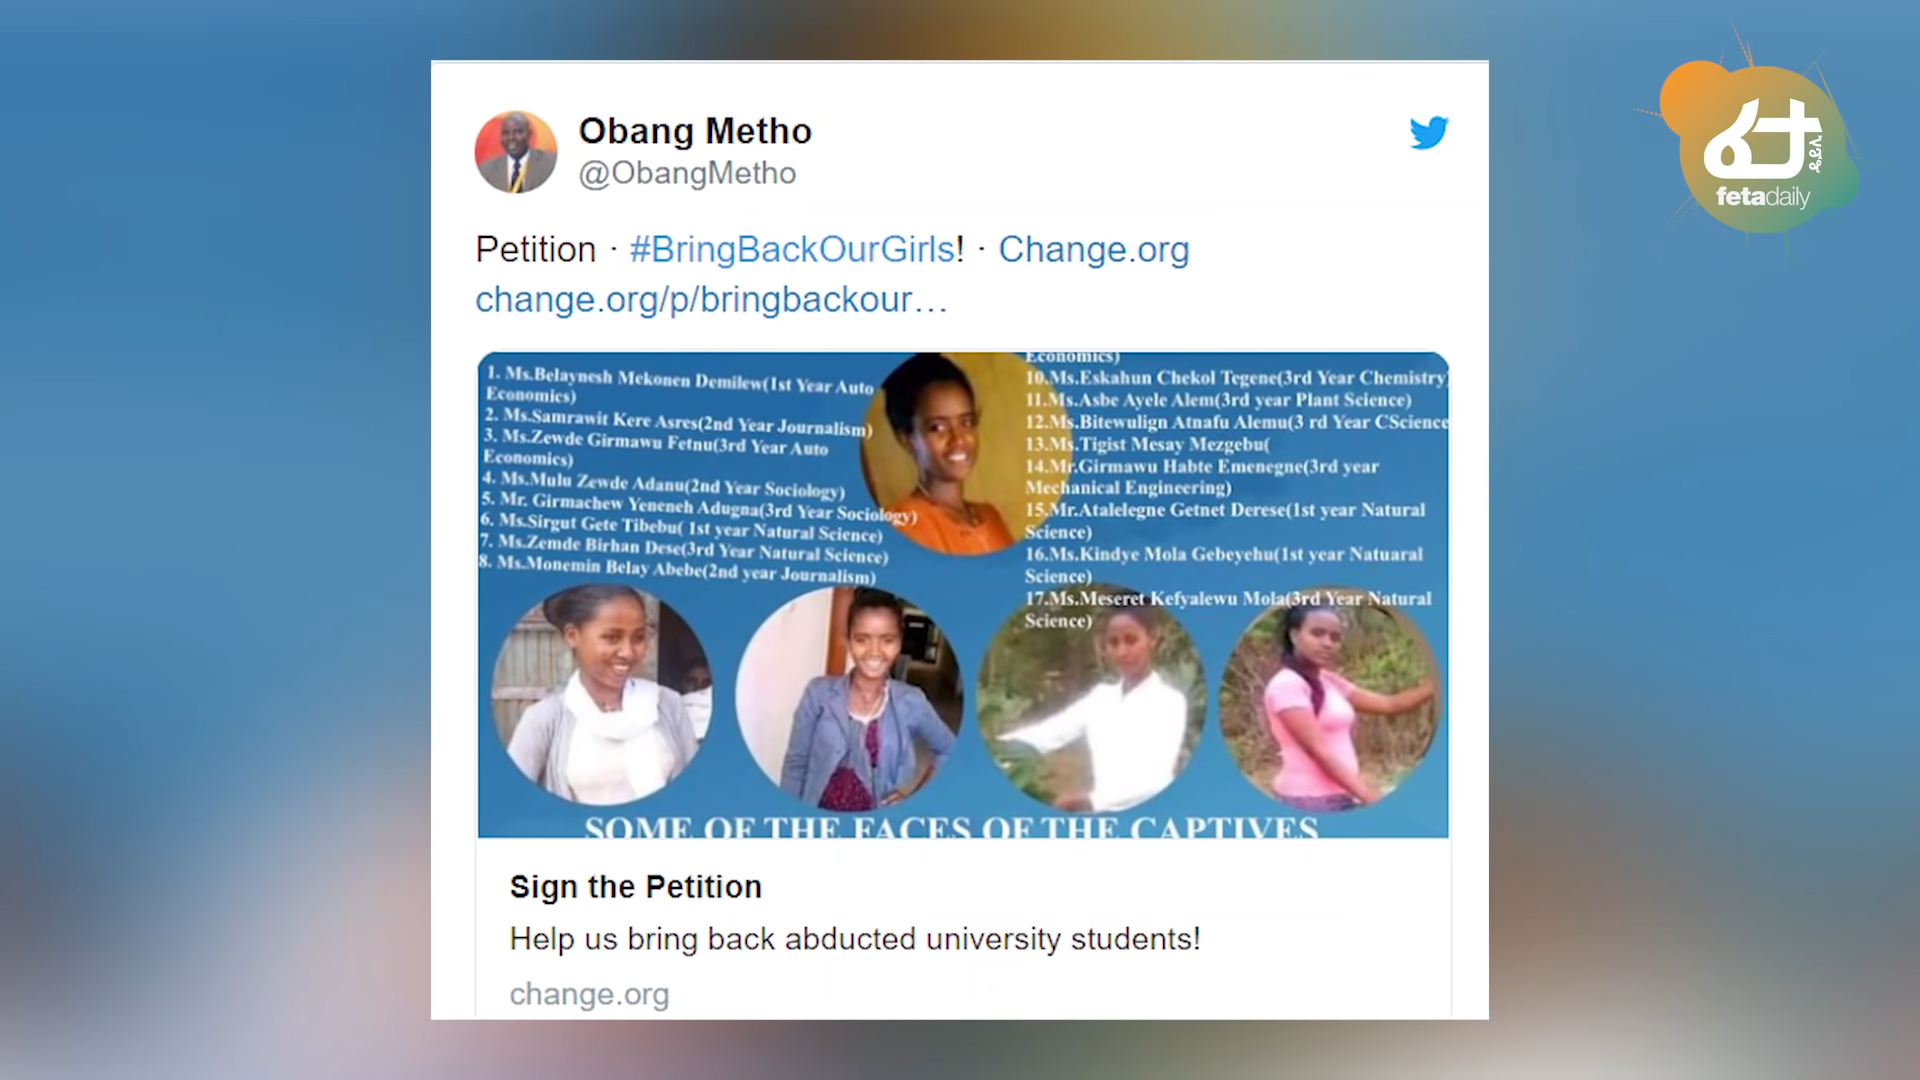 Obang Metho
@ObangMetho
Petition · #BringBackOurGirls! · Change.org
change.org/p/bringbackour…
1. Ms.Belaynesh Mekonen Demilew(1st Year Auto
Economics)
2. Ms.Samrawit Kere Asres(2nd Year Journalism)
3. Ms.Zewde Girmawu Fetnu(3rd Year Auto
Economics)
4. Ms.Mulu Zewde Adanu(2nd Year Sociology)
5. Mr. Girmachew Yeneneh Adugna(3rd Year Sociology)
6. Ms.Sirgut Gete Tibebu( 1st year Natural Science)
7. Ms.Zemde Birhan Dese(3rd Year Natural Science)
8. Ms.Monemin Belay Abebe(2nd year Journalism)
Economics)
10.Ms.Eskahun Chekol Tegene(3rd Year Chemistry)
11.Ms.Asbe Ayele Alem(3rd year Plant Science)
12.Ms.Bitewulign Atnafu Alemu(3 rd Year CScience
13.Ms.Tigist Mesay Mezgebu(
14.Mr.Girmawu Habte Emenegne(3rd year
Mechanical Engineering)
15.Mr.Atalelegne Getnet Derese(1st year Natural
Science)
16.Ms.Kindye Mola Gebeyehu(1st year Natuaral
Science)
17.Ms.Meseret Kefyalewu Mola(3rd Year Natural
Science)
SOME OF THE FACES OF THE CAPTIVES
Sign the Petition
Help us bring back abducted university students!
change.org
ፈታ
fetadaily